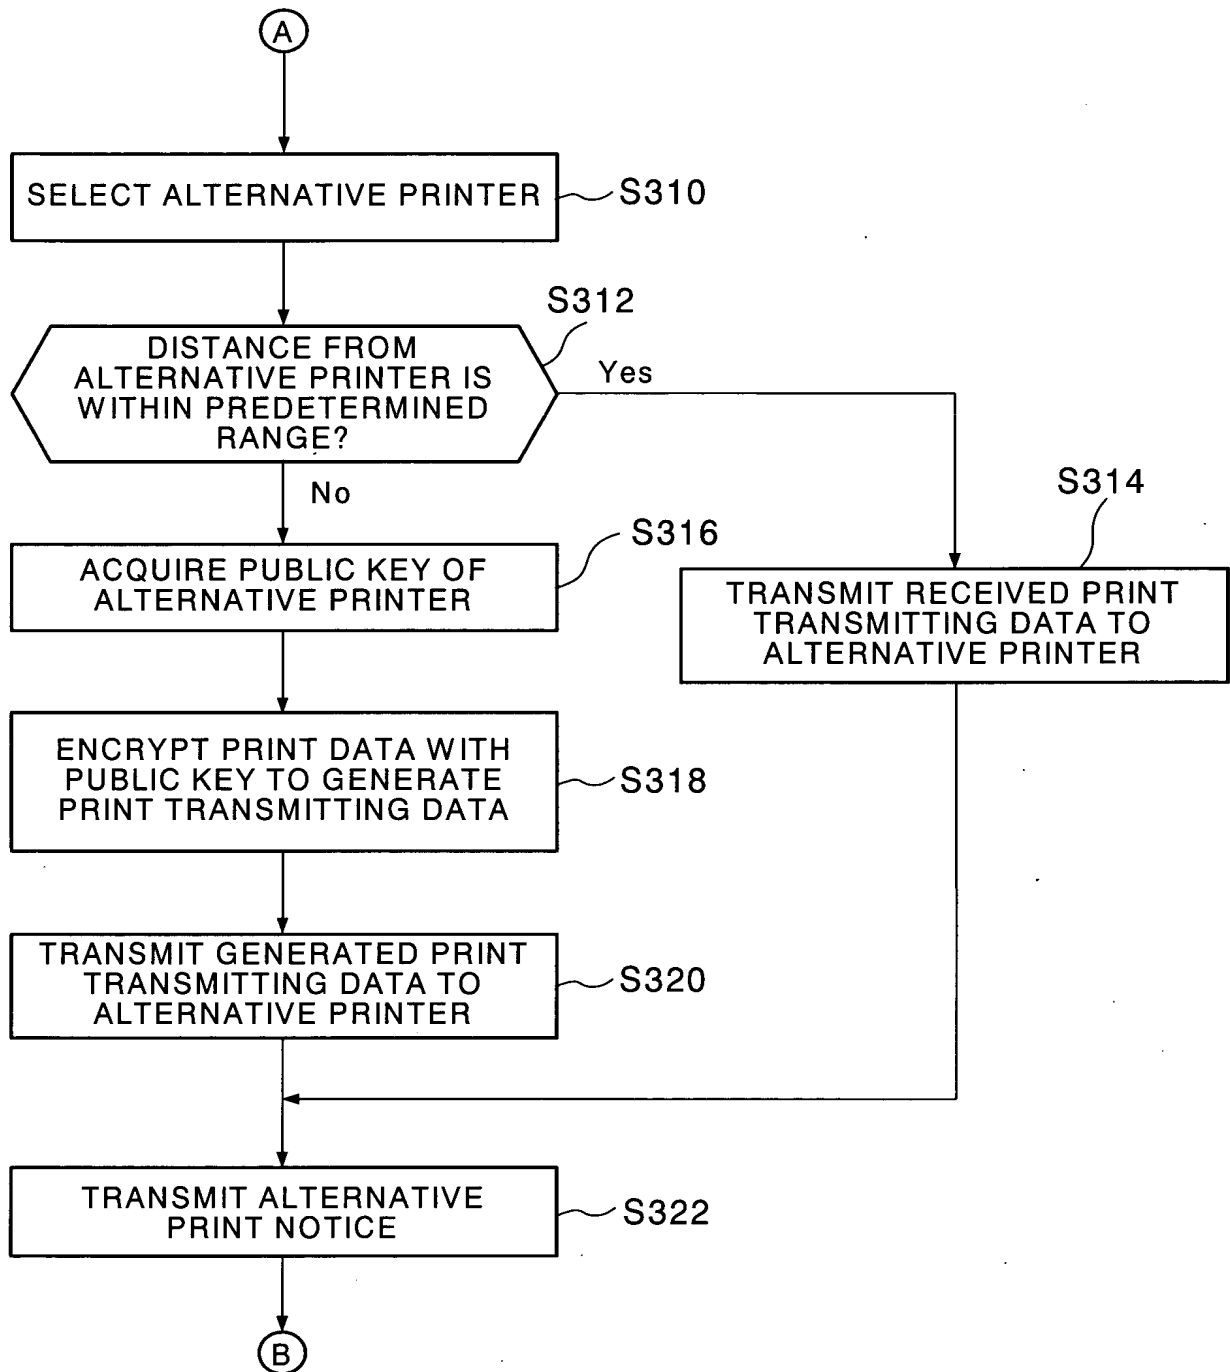 A
SELECT ALTERNATIVE PRINTER
S310
S312
DISTANCE FROM
ALTERNATIVE PRINTER IS
WITHIN PREDETERMINED
RANGE?
Yes
No
S314
TRANSMIT RECEIVED PRINT
TRANSMITTING DATA TO
ALTERNATIVE PRINTER
S316
ACQUIRE PUBLIC KEY OF
ALTERNATIVE PRINTER
ENCRYPT PRINT DATA WITH
PUBLIC KEY TO GENERATE
PRINT TRANSMITTING DATA
S318
TRANSMIT GENERATED PRINT
TRANSMITTING DATA TO
ALTERNATIVE PRINTER
S320
TRANSMIT ALTERNATIVE
PRINT NOTICE
S322
B